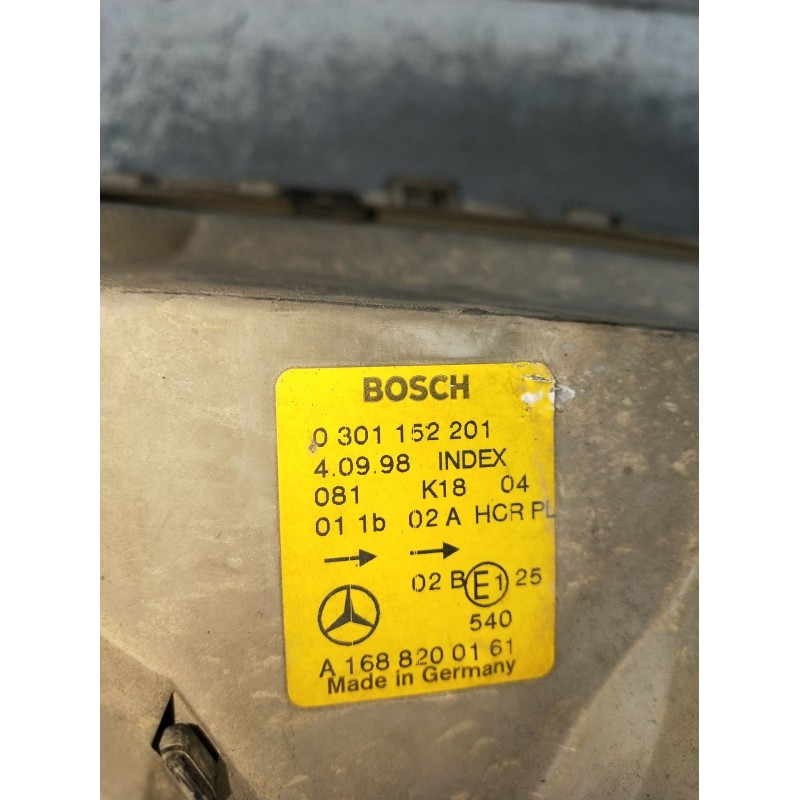 BOSCH
0 301 152 201
4.09.98 INDEX
081 K18 04
01 1b 02 A HCR PL
02 B E1 25
540
A 168 820 01 61
Made in Germany